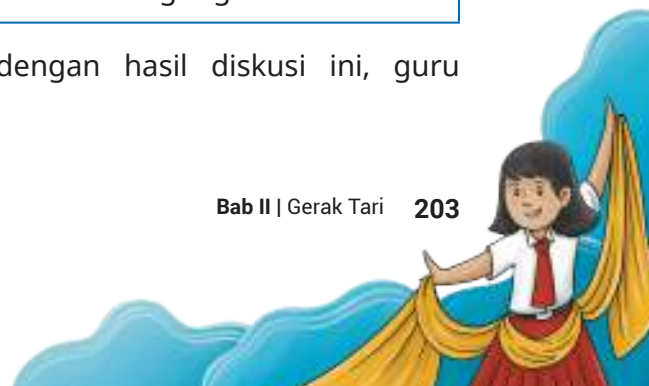 dengan hasil diskusi ini, guru
Bab II | Gerak Tari 203